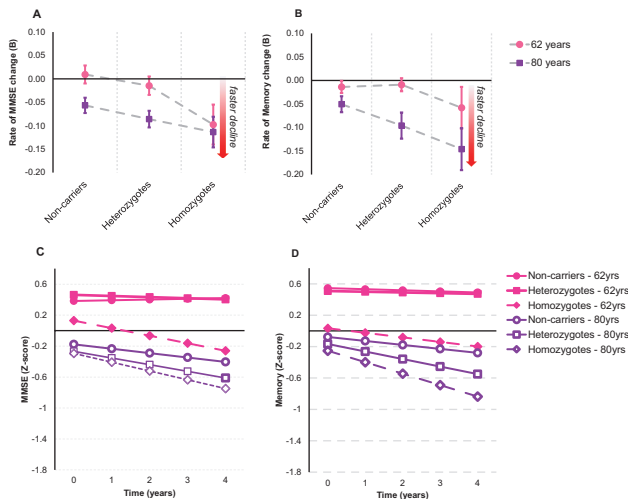 A
0.10
0.05
0.00
-0.05
-0.10
-0.15
-0.20
Rate of MMSE change (B)
faster decline
Non-carriers
Heterozygotes
Homozygotes
B
0.10
0.05
0.00
-0.05
-0.10
-0.15
-0.20
Rate of Memory change (B)
faster decline
Non-carriers
Heterozygotes
Homozygotes
62 years
80 years
C
0.6
0.2
-0.2
-0.6
-1
-1.4
-1.8
MMSE (Z-score)
0 1 2 3 4
Time (years)
D
0.6
0.2
-0.2
-0.6
-1
-1.4
-1.8
Memory (Z-score)
0 1 2 3 4
Time (years)
Non-carriers - 62yrs
Heterozygotes - 62yrs
Homozygotes - 62yrs
Non-carriers - 80yrs
Heterozygotes - 80yrs
Homozygotes - 80yrs